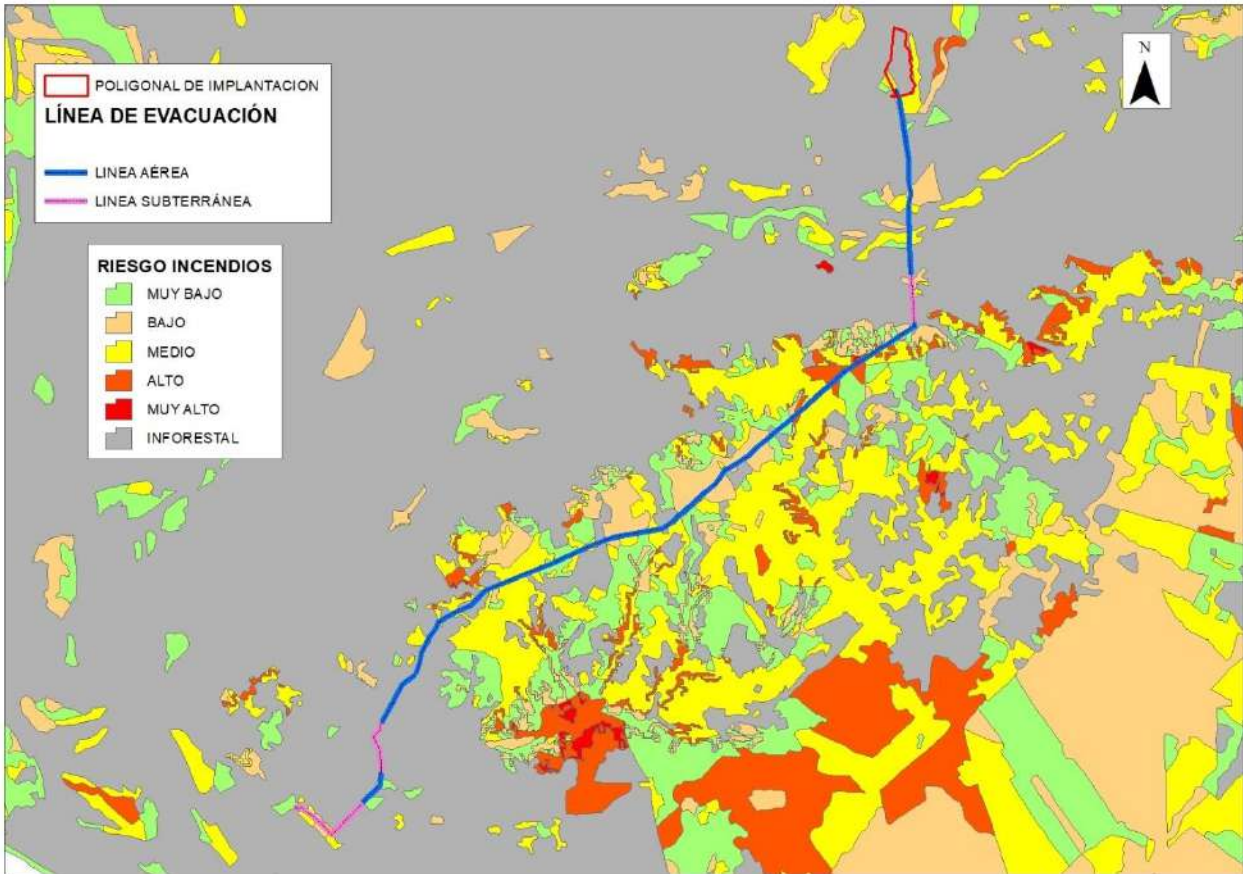 POLIGONAL DE IMPLANTACION
LÍNEA DE EVACUACIÓN
LINEA AÉREA
LINEA SUBTERRÁNEA
N
RIESGO INCENDIOS
MUY BAJO
BAJO
MEDIO
ALTO
MUY ALTO
INFORESTAL